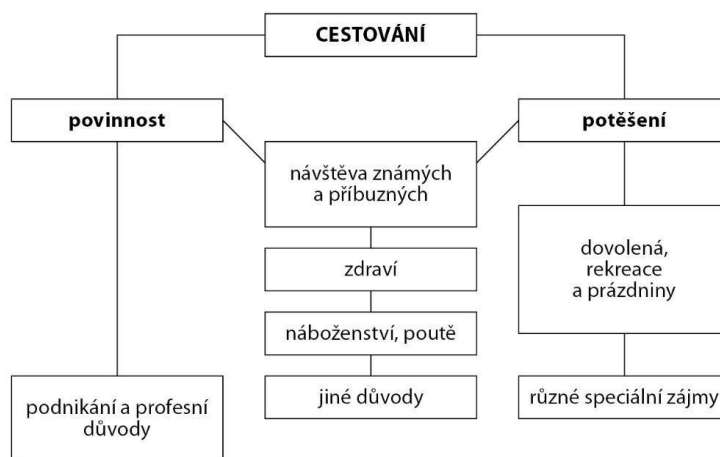 CESTOVÁNÍ
povinnost
potěšení
návštěva známých
a příbuzných
zdraví
náboženství, poutě
jiné důvody
dovolená,
rekreace
a prázdniny
podnikání a profesní
důvody
různé speciální zájmy